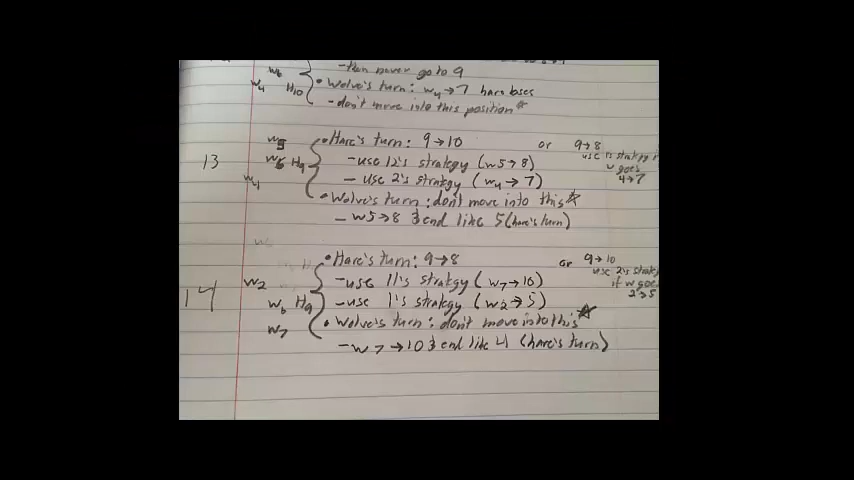 - then never go to 9
W4 H10 • Wolve's turn: W4→7 hare loses
- don't move into this position
13
W5
W6 H9
W4
• Hare's turn: 9→10 or 9→8
- use 12's strategy (W5→8)
- use 2's strategy (W4→7)
use 1's strategy if w goes 4→7
• Wolve's turn: don't move into this ☆
- W5→8 & end like 5 (hare's turn)
14
W2
W6 H9
W7
• Hare's turn: 9→8 or 9→10
- use 11's strategy (W7→10)
- use 1's strategy (W2→5)
use 2's strategy if w goes 2→5
• Wolve's turn: don't move into this ☆
- W7→10 & end like 4 (hare's turn)